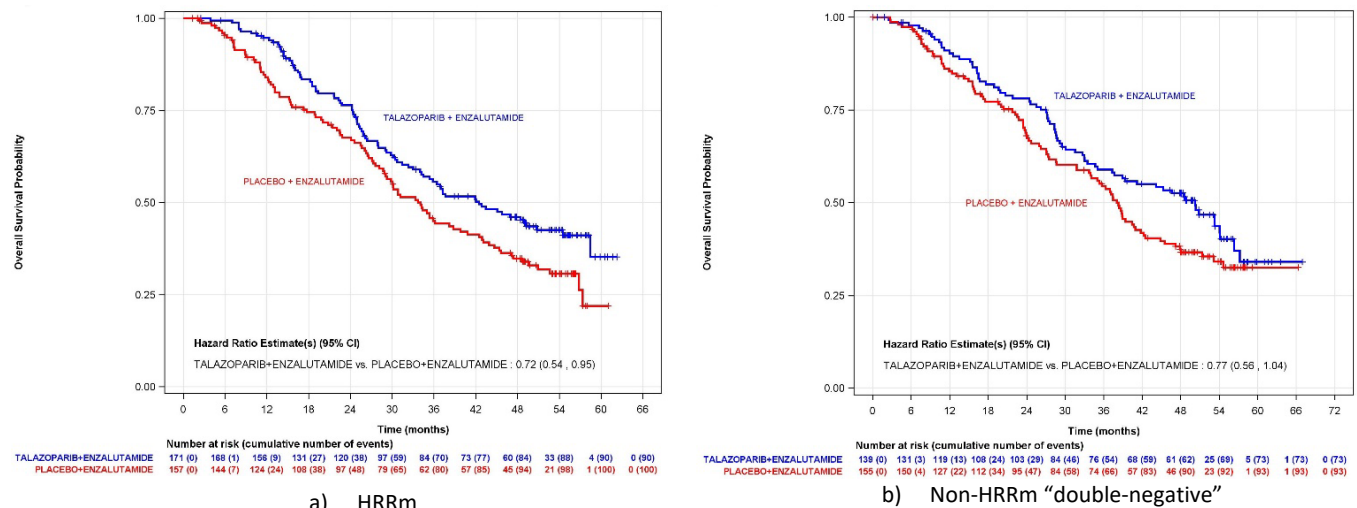 1.00
0.75
0.50
0.25
0.00
Overall Survival Probability
TALAZOPARIB + ENZALUTAMIDE
PLACEBO + ENZALUTAMIDE
Hazard Ratio Estimate(s) (95% CI)
TALAZOPARIB+ENZALUTAMIDE vs. PLACEBO+ENZALUTAMIDE : 0.72 (0.54 , 0.95)
0 6 12 18 24 30 36 42 48 54 60 66
Time (months)
Number at risk (cumulative number of events)
TALAZOPARIB+ENZALUTAMIDE 171 (0) 168 (1) 156 (9) 131 (27) 120 (38) 97 (59) 84 (70) 73 (77) 60 (84) 33 (88) 4 (90) 0 (90)
PLACEBO+ENZALUTAMIDE 157 (0) 144 (7) 124 (24) 108 (38) 97 (48) 79 (65) 62 (80) 57 (85) 45 (94) 21 (98) 1 (100) 0 (100)
a) HRRm
1.00
0.75
0.50
0.25
0.00
Overall Survival Probability
TALAZOPARIB + ENZALUTAMIDE
PLACEBO + ENZALUTAMIDE
Hazard Ratio Estimate(s) (95% CI)
TALAZOPARIB+ENZALUTAMIDE vs. PLACEBO+ENZALUTAMIDE : 0.77 (0.56 , 1.04)
0 6 12 18 24 30 36 42 48 54 60 66 72
Time (months)
Number at risk (cumulative number of events)
TALAZOPARIB+ENZALUTAMIDE 139 (0) 131 (3) 119 (13) 108 (24) 103 (29) 84 (46) 76 (54) 68 (59) 61 (62) 25 (69) 5 (73) 1 (73) 0 (73)
PLACEBO+ENZALUTAMIDE 155 (0) 150 (4) 127 (22) 112 (34) 95 (47) 84 (58) 74 (66) 57 (83) 46 (90) 23 (92) 1 (93) 1 (93) 0 (93)
b) Non-HRRm “double-negative”